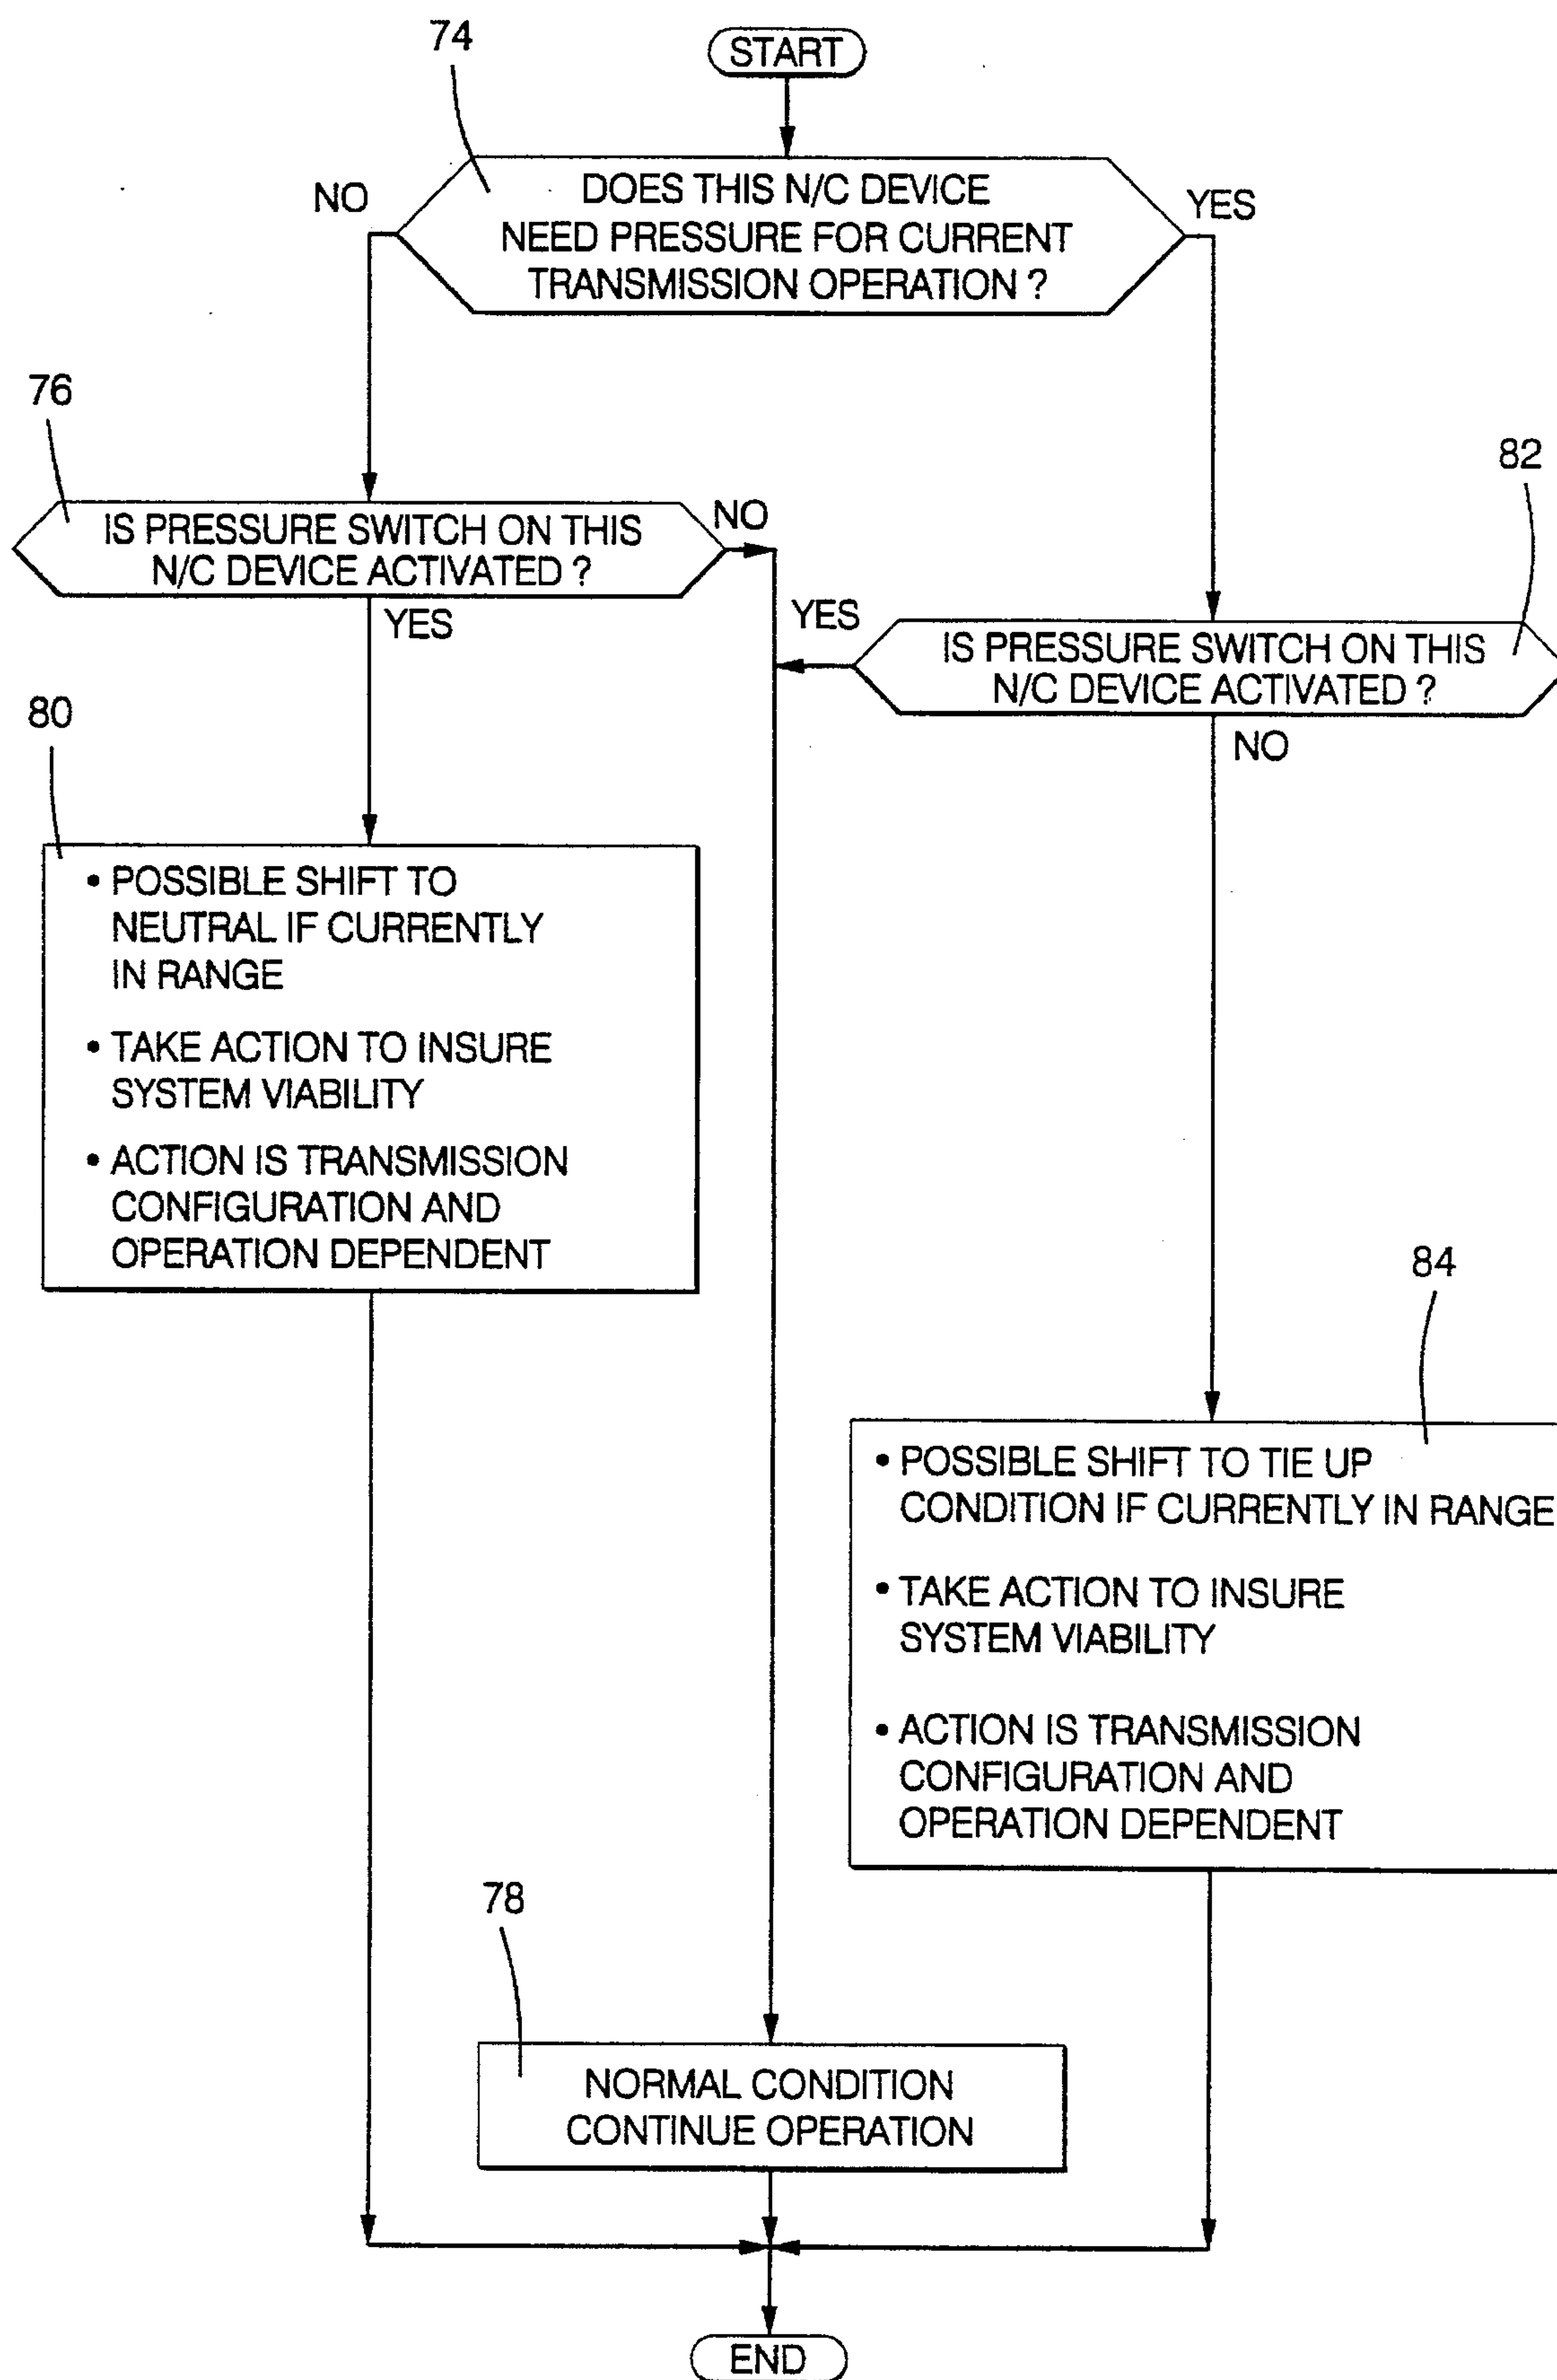 74
START
DOES THIS N/C DEVICE
NEED PRESSURE FOR CURRENT
TRANSMISSION OPERATION ?
NO
YES
76
IS PRESSURE SWITCH ON THIS
N/C DEVICE ACTIVATED ?
NO
YES
82
IS PRESSURE SWITCH ON THIS
N/C DEVICE ACTIVATED ?
YES
NO
80
• POSSIBLE SHIFT TO
NEUTRAL IF CURRENTLY
IN RANGE
• TAKE ACTION TO INSURE
SYSTEM VIABILITY
• ACTION IS TRANSMISSION
CONFIGURATION AND
OPERATION DEPENDENT
84
• POSSIBLE SHIFT TO TIE UP
CONDITION IF CURRENTLY IN RANGE
• TAKE ACTION TO INSURE
SYSTEM VIABILITY
• ACTION IS TRANSMISSION
CONFIGURATION AND
OPERATION DEPENDENT
78
NORMAL CONDITION
CONTINUE OPERATION
END